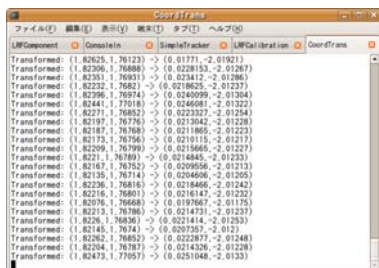 CoordTrans
ファイル(F) 編集(E) 表示(V) 端末(T) タブ(T) ヘルプ(H)
LRFComponent ConsoleIn SimpleTracker LRFCalibration CoordTrans
Transformed: (1.82625,1.76123) -> (0.01771,-2.01921)
Transformed: (1.82306,1.76888) -> (0.0228153,-2.01267)
Transformed: (1.82351,1.76931) -> (0.023412,-2.01286)
Transformed: (1.82232,1.7682) -> (0.0218625,-2.01237)
Transformed: (1.82396,1.76974) -> (0.0240099,-2.01304)
Transformed: (1.82441,1.77018) -> (0.0246081,-2.01322)
Transformed: (1.82271,1.76852) -> (0.0223327,-2.01254)
Transformed: (1.82197,1.76776) -> (0.0213042,-2.01228)
Transformed: (1.82187,1.76768) -> (0.0211865,-2.01223)
Transformed: (1.82173,1.76756) -> (0.0210115,-2.01217)
Transformed: (1.82209,1.76799) -> (0.0215665,-2.01227)
Transformed: (1.8221,1.76789) -> (0.0214845,-2.01233)
Transformed: (1.82167,1.76752) -> (0.0209556,-2.01213)
Transformed: (1.82135,1.76714) -> (0.0204606,-2.01205)
Transformed: (1.82236,1.76816) -> (0.0218466,-2.01242)
Transformed: (1.82216,1.76801) -> (0.0216147,-2.01232)
Transformed: (1.82076,1.76668) -> (0.0197667,-2.01175)
Transformed: (1.82213,1.76786) -> (0.0214731,-2.01237)
Transformed: (1.8226,1.76836) -> (0.0221414,-2.01253)
Transformed: (1.82145,1.7674) -> (0.0207357,-2.012)
Transformed: (1.82262,1.76852) -> (0.0222877,-2.01248)
Transformed: (1.82204,1.76787) -> (0.0214326,-2.01228)
Transformed: (1.82473,1.77057) -> (0.0251048,-2.0133)